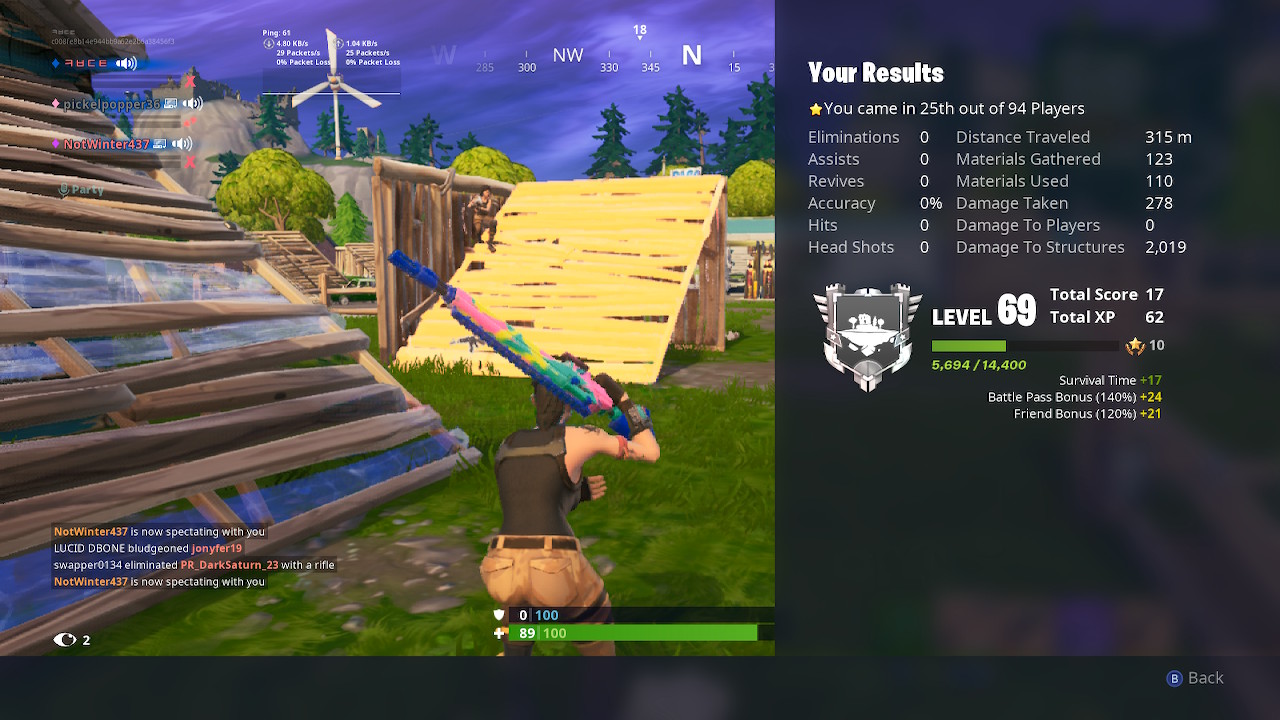 Ping: 61
4.80 KB/s 1.04 KB/s
29 Packets/s 25 Packets/s
0% Packet Loss 0% Packet Loss
18
W 285 300 NW 330 345 N 15 3
ㅋㅂㄷㄷ
pickelpopper36
NotWinter437
Party
NotWinter437 is now spectating with you
LUCID DBONE bludgeoned jonyfer19
swapper0134 eliminated PR_DarkSaturn_23 with a rifle
NotWinter437 is now spectating with you
2
0 | 100
89 | 100
Your Results
You came in 25th out of 94 Players
Eliminations 0 Distance Traveled 315 m
Assists 0 Materials Gathered 123
Revives 0 Materials Used 110
Accuracy 0% Damage Taken 278
Hits 0 Damage To Players 0
Head Shots 0 Damage To Structures 2,019
LEVEL 69
Total Score 17
Total XP 62
10
5,694 / 14,400
Survival Time +17
Battle Pass Bonus (140%) +24
Friend Bonus (120%) +21
B Back